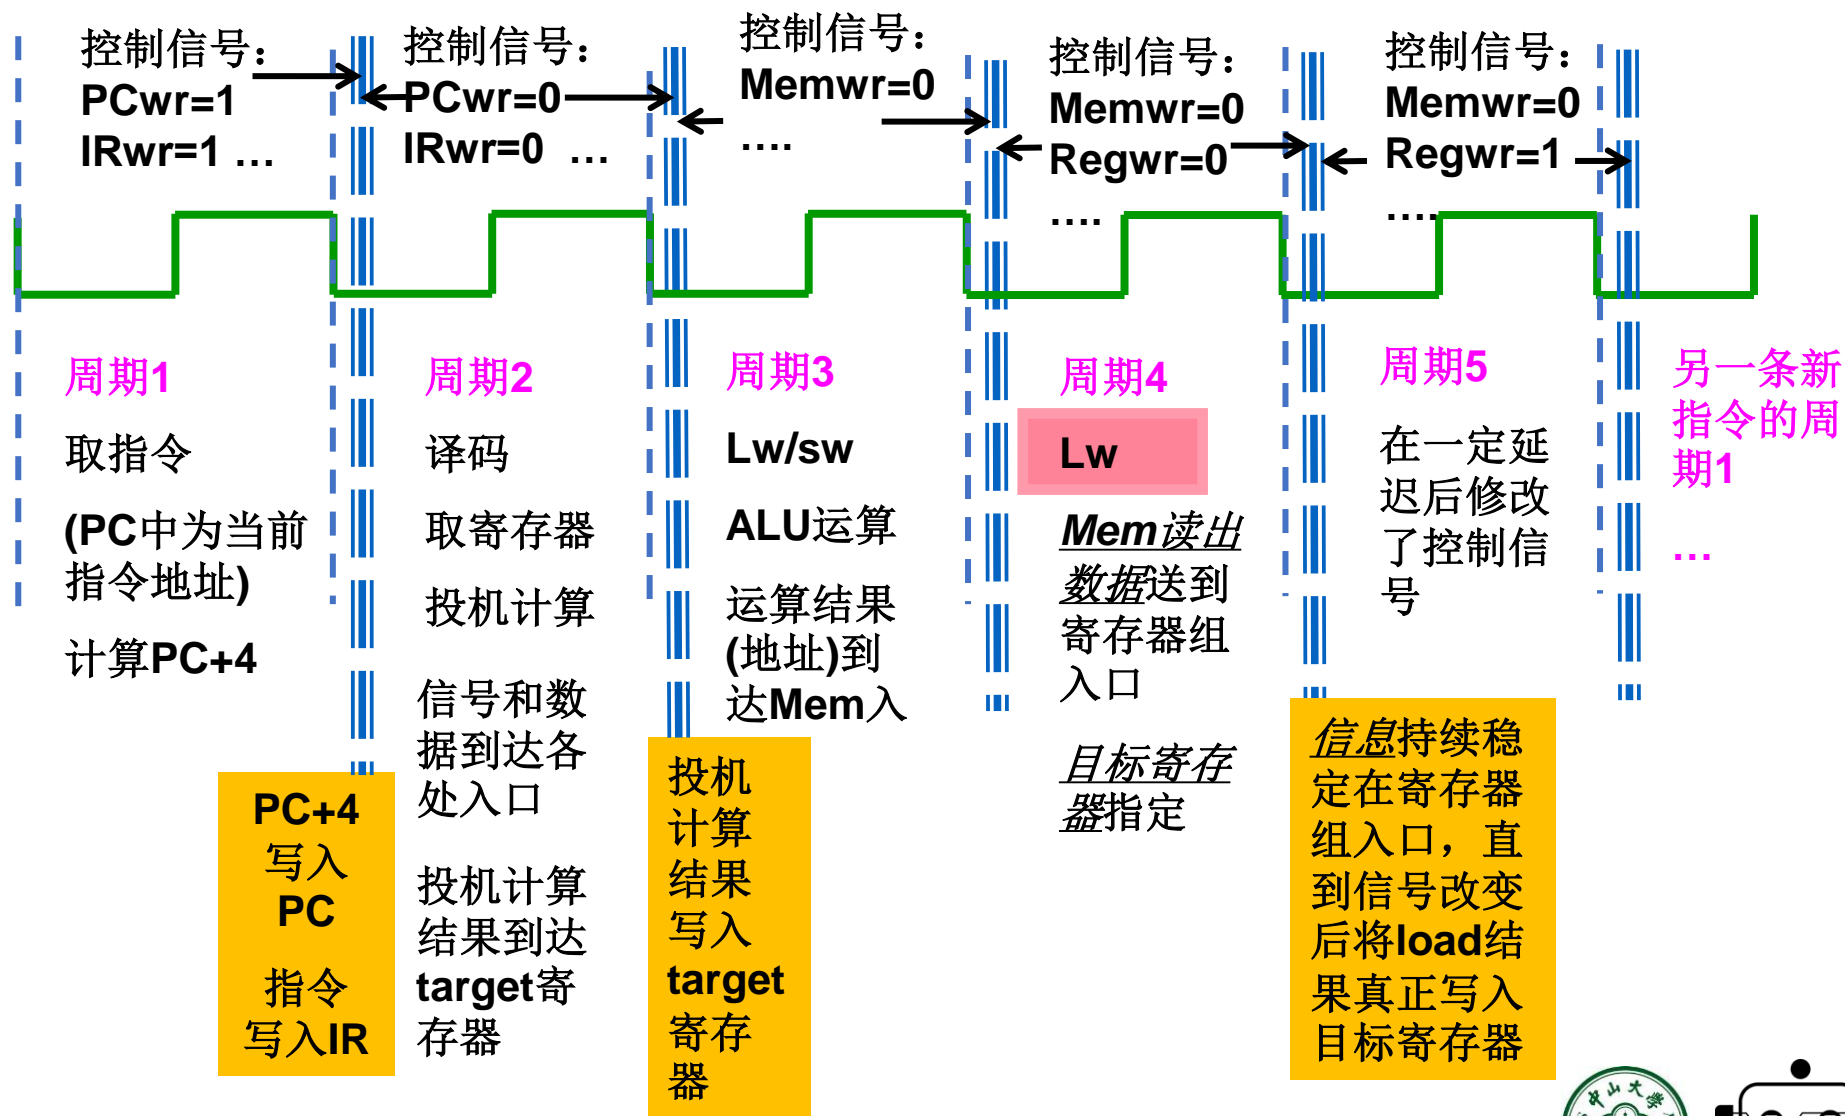 控制信号：
PCwr=1
IRwr=1 …
控制信号：
PCwr=0
IRwr=0 …
控制信号：
Memwr=0
….
控制信号：
Memwr=0
Regwr=0
….
控制信号：
Memwr=0
Regwr=1
….
周期1
取指令
(PC中为当前
指令地址)
计算PC+4
PC+4
写入
PC
指令
写入IR
周期2
译码
取寄存器
投机计算
信号和数
据到达各
处入口
投机计算
结果到达
target寄
存器
投机
计算
结果
写入
target
寄存
器
周期3
Lw/sw
ALU运算
运算结果
(地址)到
达Mem入
周期4
Lw
Mem读出
数据送到
寄存器组
入口
目标寄存
器指定
周期5
在一定延
迟后修改
了控制信
号
信息持续稳
定在寄存器
组入口，直
到信号改变
后将load结
果真正写入
目标寄存器
另一条新
指令的周
期1
…
中山大学